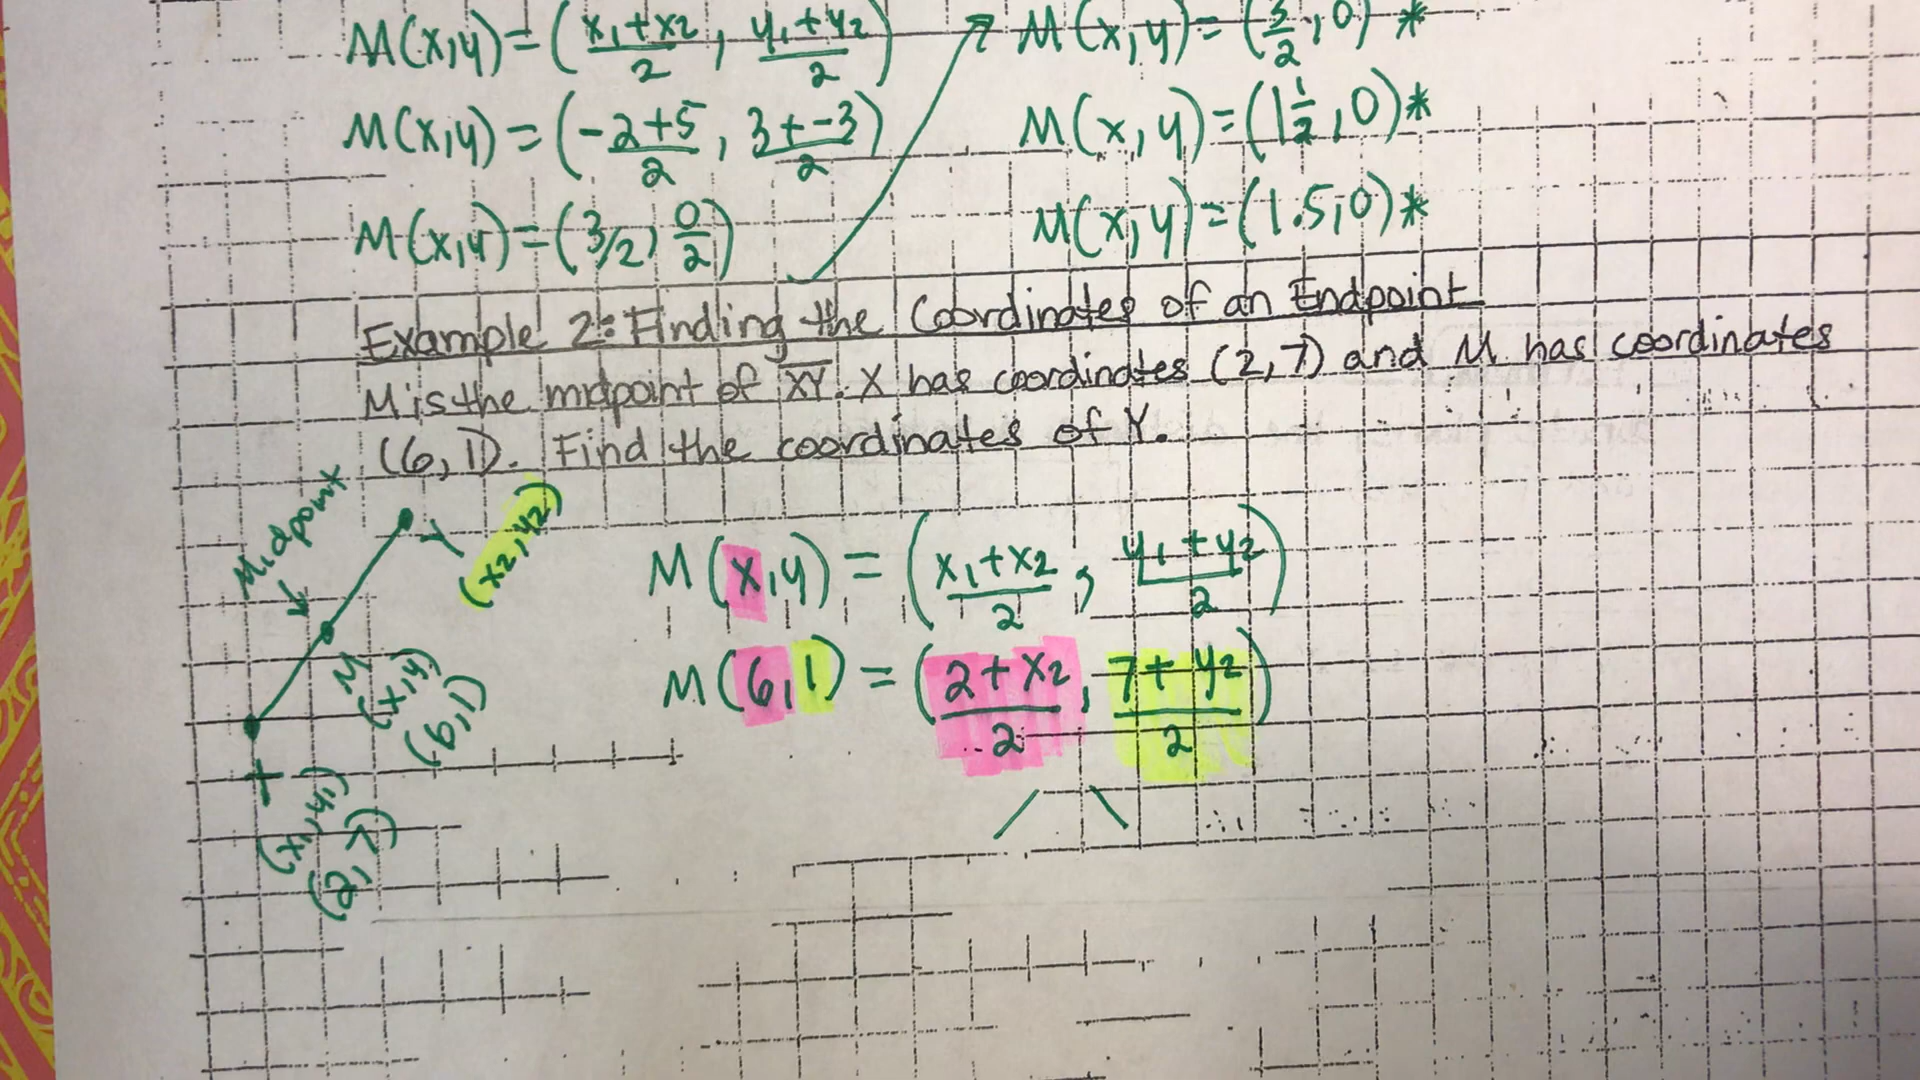 M(x,y)=(x₁+x₂/2, y₁+y₂/2)
M(x,y)=(-2+5/2, 3+-3/2)
M(x,y)=(3/2, 0/2)
M(x,y)=(3/2,0)*
M(x,y)=(1 1/2,0)*
M(x,y)=(1.5,0)*
Example 2: Finding the Coordinates of an Endpoint
M is the midpoint of XY. X has coordinates (2,7) and M has coordinates
(6,1). Find the coordinates of Y.
Midpoint
Y
(x₂,y₂)
M
(x,y)
(6,1)
(x₁,y₁)
(2,7)
M(x,y)=(x₁+x₂/2, y₁+y₂/2)
M(6,1)=(2+x₂/2, 7+y₂/2)